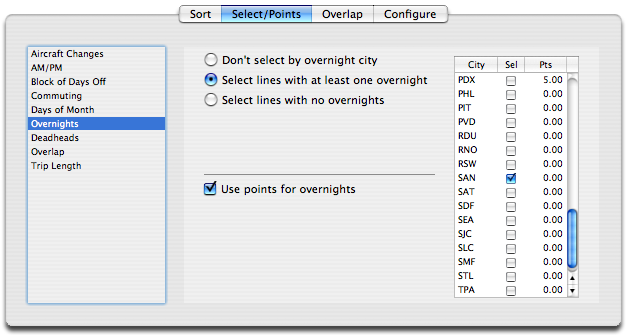 Sort Select/Points Overlap Configure
Aircraft Changes
AM/PM
Block of Days Off
Commuting
Days of Month
Overnights
Deadheads
Overlap
Trip Length
Don't select by overnight city
Select lines with at least one overnight
Select lines with no overnights
Use points for overnights
City Sel Pts
PDX 5.00
PHL 0.00
PIT 0.00
PVD 0.00
RDU 0.00
RNO 0.00
RSW 0.00
SAN 0.00
SAT 0.00
SDF 0.00
SEA 0.00
SJC 0.00
SLC 0.00
SMF 0.00
STL 0.00
TPA 0.00